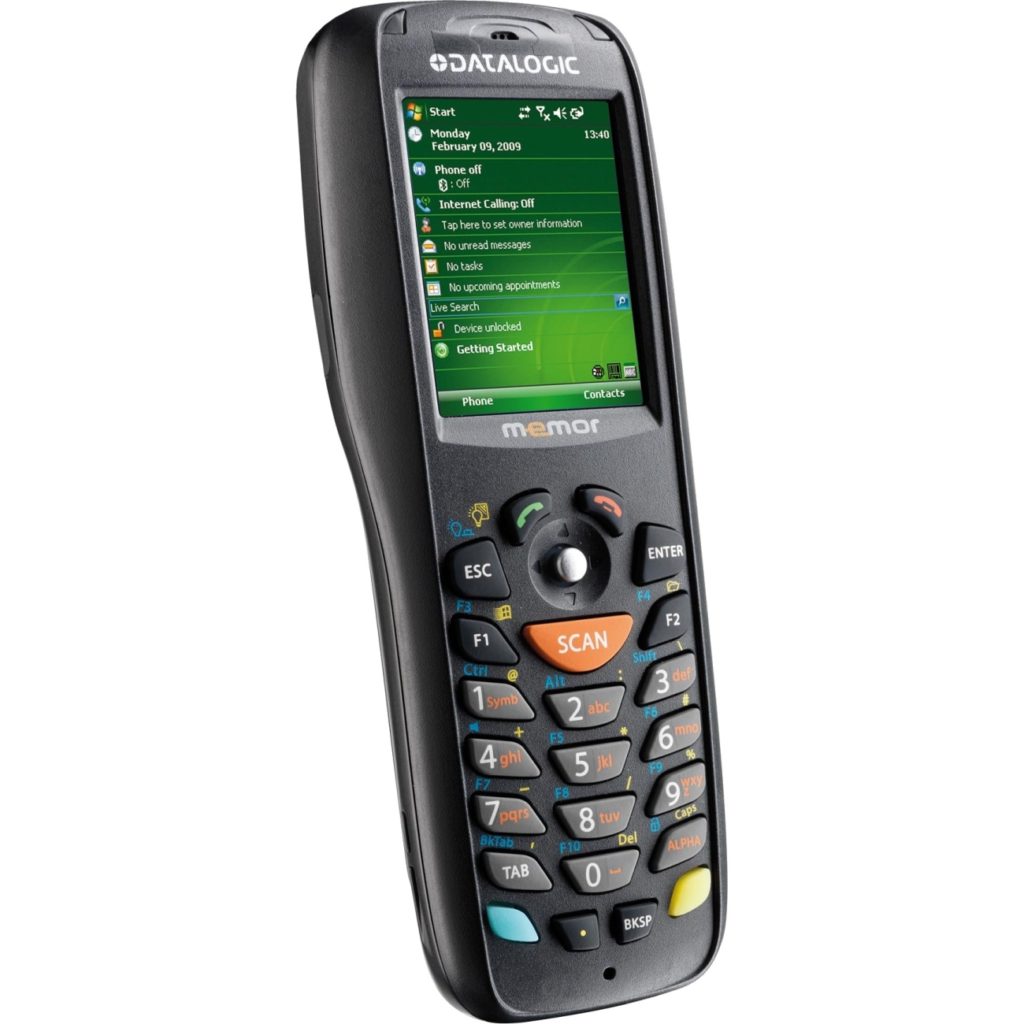 DATALOGIC
Start
Monday 13:40
February 09, 2009
Phone off
: Off
Internet Calling: Off
Tap here to set owner information
No unread messages
No tasks
No upcoming appointments
Live Search
Device unlocked
Getting Started
Phone Contacts
memor
ESC ENTER
F3 F4
F1 SCAN F2
Ctrl @ Alt : Shift \
1 Symb 2 abc 3 def
+ F5 * F6 #
4 ghi 5 jkl 6 mno
F7 – F8 / F9 %
7 pqrs 8 tuv 9 wxyz
BkTab , F10 Del Caps
TAB 0 ALPHA
. BKSP